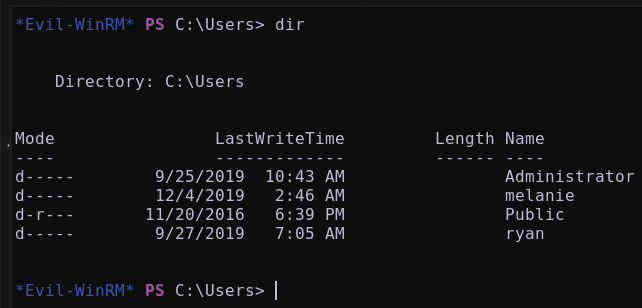 *Evil-WinRM* PS C:\Users> dir
Directory: C:\Users
Mode                LastWriteTime         Length Name
----                -------------         ------ ----
d-----        9/25/2019  10:43 AM                Administrator
d-----        12/4/2019   2:46 AM                melanie
d-r---       11/20/2016   6:39 PM                Public
d-----        9/27/2019   7:05 AM                ryan
*Evil-WinRM* PS C:\Users>